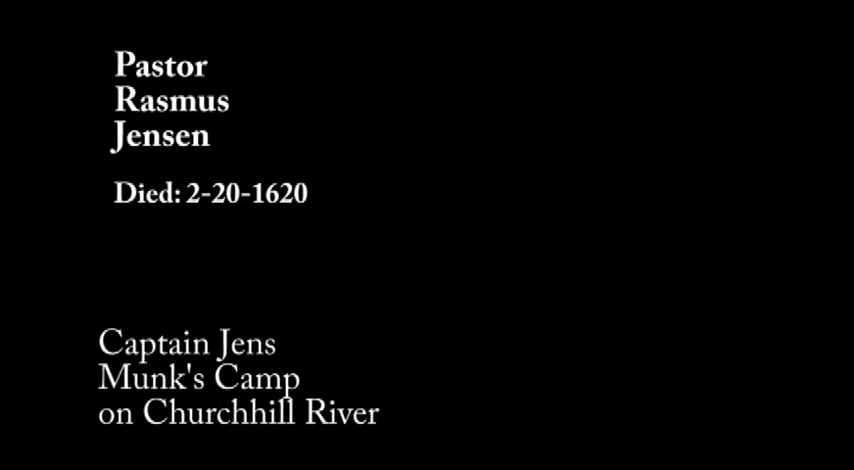 Pastor
Rasmus
Jensen
Died: 2-20-1620
Captain Jens
Munk's Camp
on Churchhill River